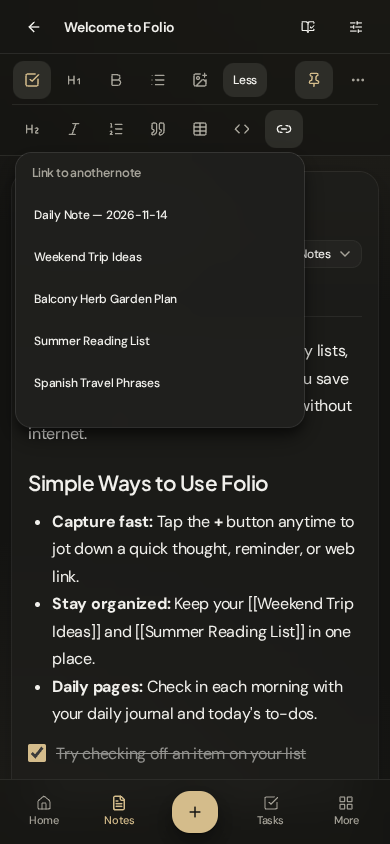 Welcome to Folio
H1
B
Less
H2
I
Link to anothernote
Daily Note — 2026-11-14
Weekend Trip Ideas
Balcony Herb Garden Plan
Summer Reading List
Spanish Travel Phrases
Notes
y lists,
u save
without
internet.
Simple Ways to Use Folio
• Capture fast: Tap the + button anytime to
jot down a quick thought, reminder, or web
link.
• Stay organized: Keep your [[Weekend Trip
Ideas]] and [[Summer Reading List]] in one
place.
• Daily pages: Check in each morning with
your daily journal and today's to-dos.
Try checking off an item on your list
Home
Notes
+
Tasks
More